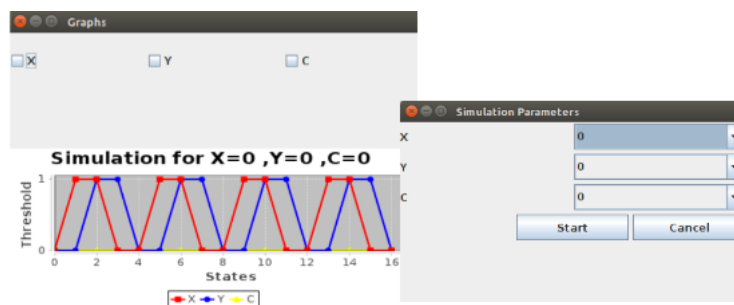 Graphs
X Y C
Simulation for X=0 ,Y=0 ,C=0
1
Threshold
0
0 2 4 6 8 10 12 14 16
States
X Y C
Simulation Parameters
X 0
Y 0
C 0
Start Cancel